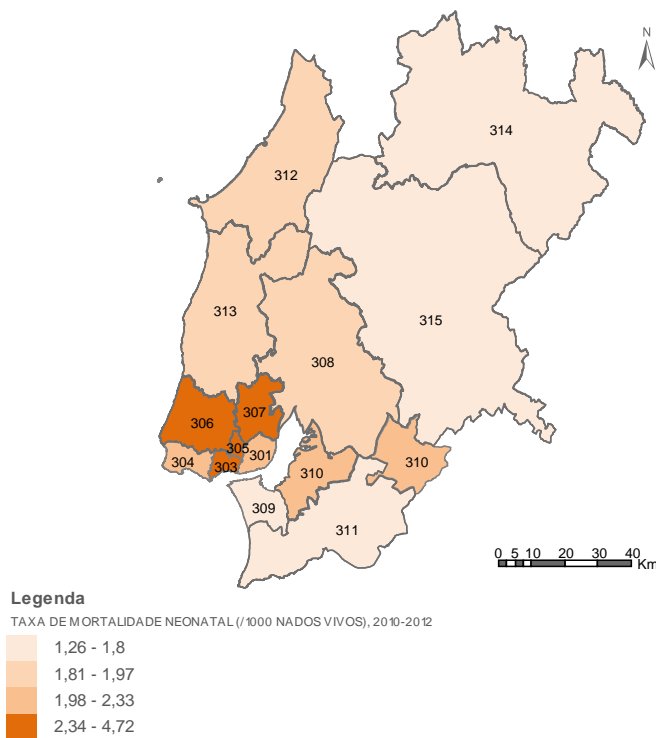 N
314
312
313
315
308
306
307
305
301
304
303
310
310
309
311
0 5 10 20 30 40
Km
Legenda
TAXA DE MORTALIDADE NEONATAL (/1000 NADOS VIVOS), 2010-2012
1,26 - 1,8
1,81 - 1,97
1,98 - 2,33
2,34 - 4,72